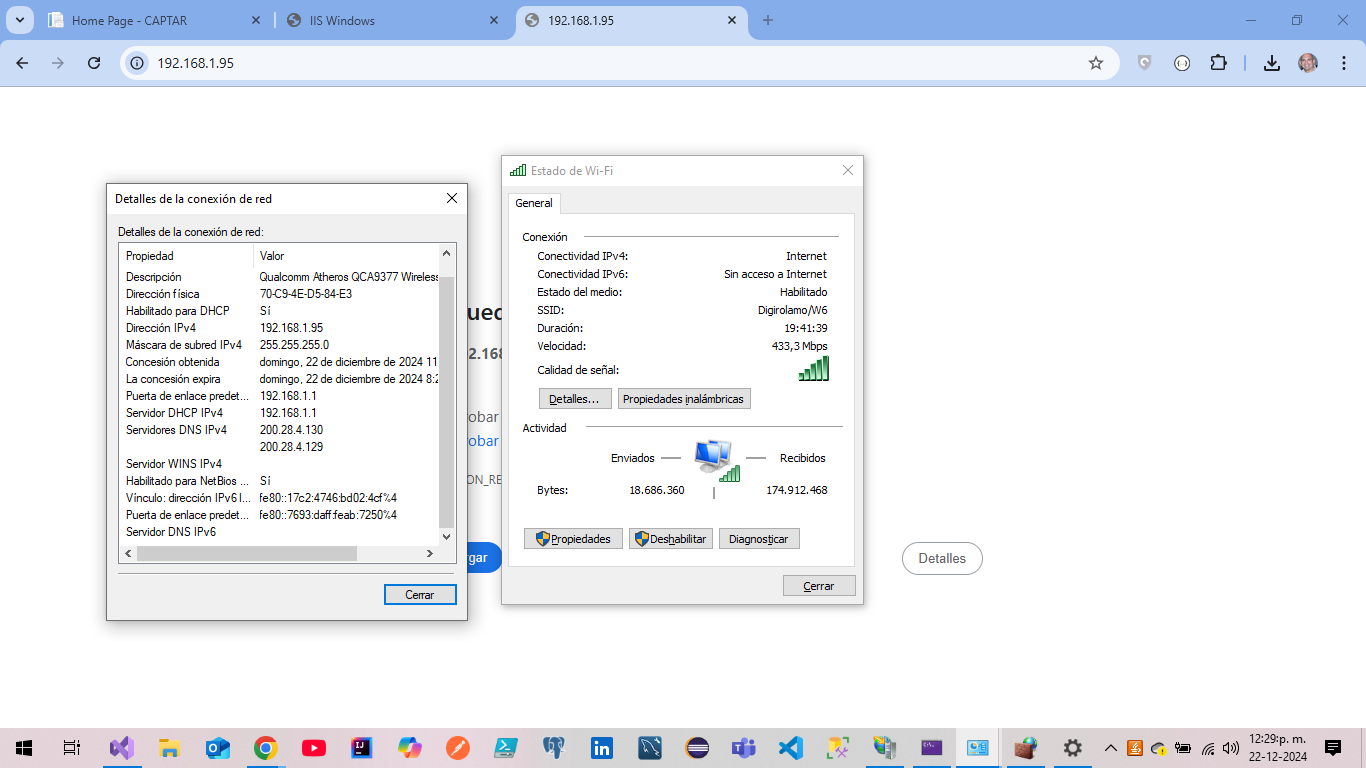 Home Page - CAPTAR
IIS Windows
192.168.1.95
192.168.1.95
Detalles de la conexión de red
Detalles de la conexión de red:
Propiedad Valor
Descripción Qualcomm Atheros QCA9377 Wireless
Dirección física 70-C9-4E-D5-84-E3
Habilitado para DHCP Sí
Dirección IPv4 192.168.1.95
Máscara de subred IPv4 255.255.255.0
Concesión obtenida domingo, 22 de diciembre de 2024 11
La concesión expira domingo, 22 de diciembre de 2024 8:2
Puerta de enlace predet... 192.168.1.1
Servidor DHCP IPv4 192.168.1.1
Servidores DNS IPv4 200.28.4.130
200.28.4.129
Servidor WINS IPv4
Habilitado para NetBios ... Sí
Vínculo: dirección IPv6 l... fe80::17c2:4746:bd02:4cf%4
Puerta de enlace predet... fe80::7693:daff:feab:7250%4
Servidor DNS IPv6
Cerrar
Estado de Wi-Fi
General
Conexión
Conectividad IPv4: Internet
Conectividad IPv6: Sin acceso a Internet
Estado del medio: Habilitado
SSID: Digirolamo/W6
Duración: 19:41:39
Velocidad: 433,3 Mbps
Calidad de señal:
Detalles... Propiedades inalámbricas
Actividad
Enviados Recibidos
Bytes: 18.686.360 174.912.468
Propiedades Deshabilitar Diagnosticar
Cerrar
ued
2.168
obar
obar
ON_RE
rgar
Detalles
12:29 p. m.
22-12-2024